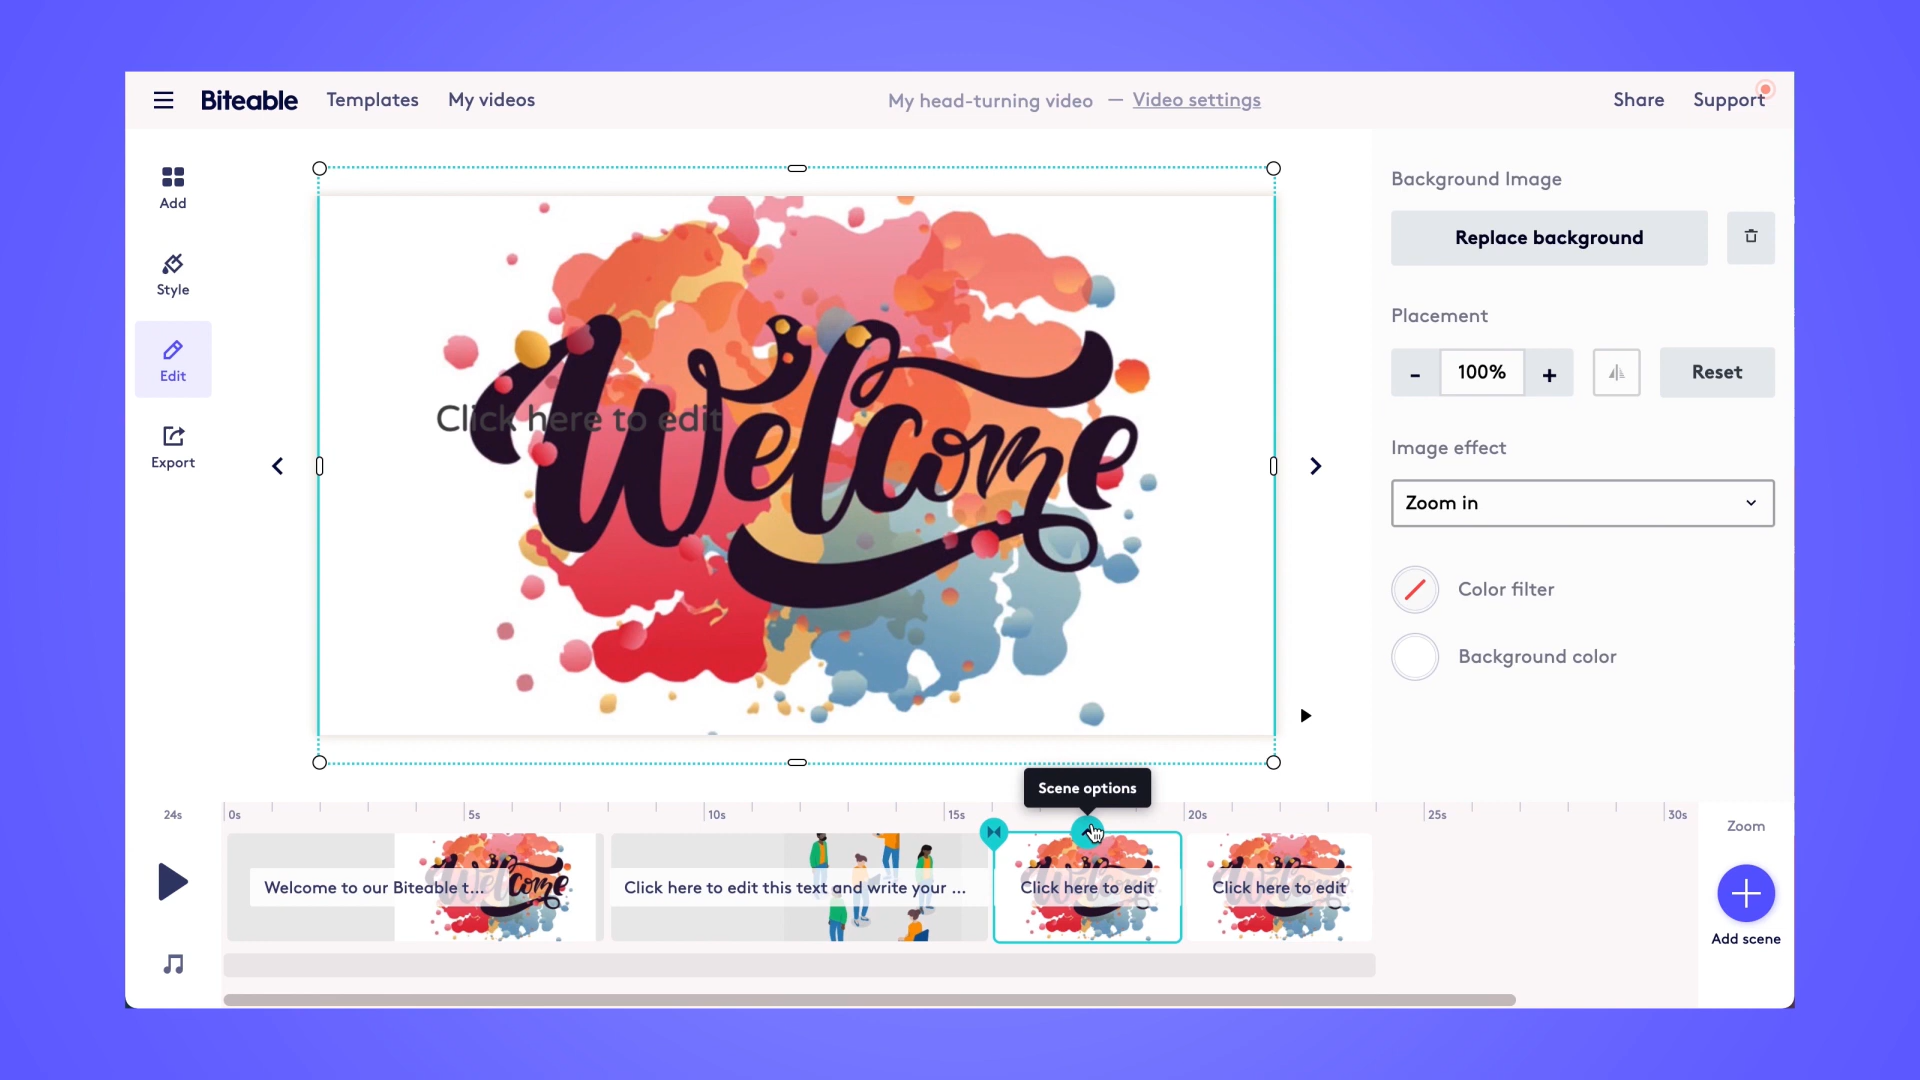 Biteable
Templates
My videos
My head-turning video — Video settings
Share
Support
Add
Style
Edit
Export
Welcome
Click here to edit
Background Image
Replace background
Placement
- 100% +
Reset
Image effect
Zoom in
Color filter
Background color
Scene options
24s
0s
5s
10s
15s
20s
25s
30s
Zoom
Welcome to our Biteable t...
Come
Click here to edit this text and write your ...
Click here to edit
Click here to edit
Add scene